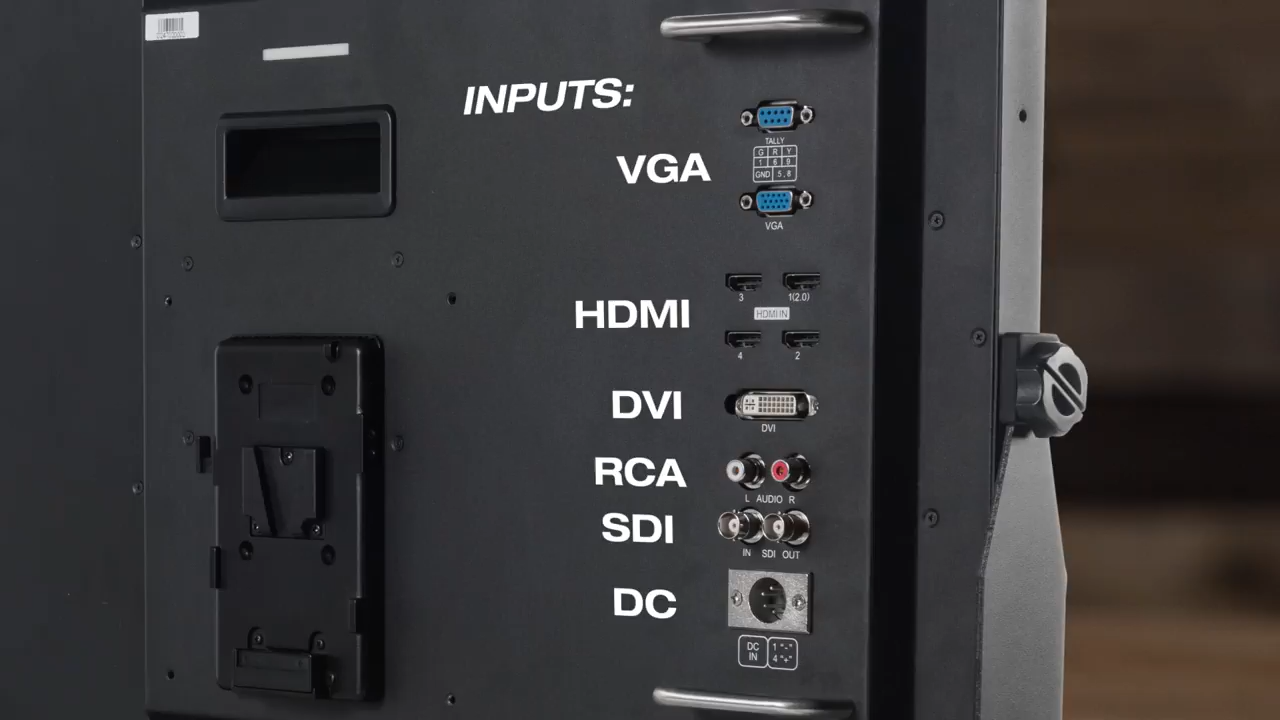 INPUTS:
TALLY
VGA
G R Y
1 6 9
GND 5,8
VGA
3 1(2.0)
HDMI
HDMI IN
4 2
DVI
DVI
RCA
L AUDIO R
SDI
IN SDI OUT
DC
DC IN
1 "-"
4 "+"